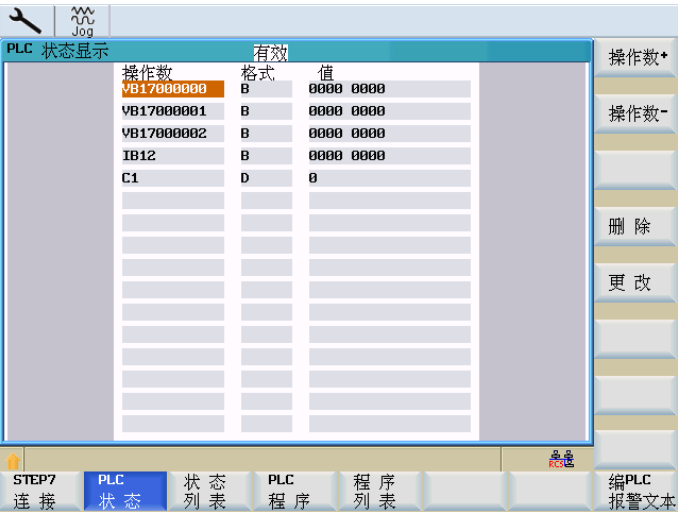 Jog
PLC 状态显示
有效
操作数 格式 值
VB17000000 B 0000 0000
VB17000001 B 0000 0000
VB17000002 B 0000 0000
IB12 B 0000 0000
C1 D 0
操作数+
操作数-
删 除
更 改
RCS
STEP7 连 接
PLC 状 态
状 态 列 表
PLC 程 序
程 序 列 表
编PLC 报警文本